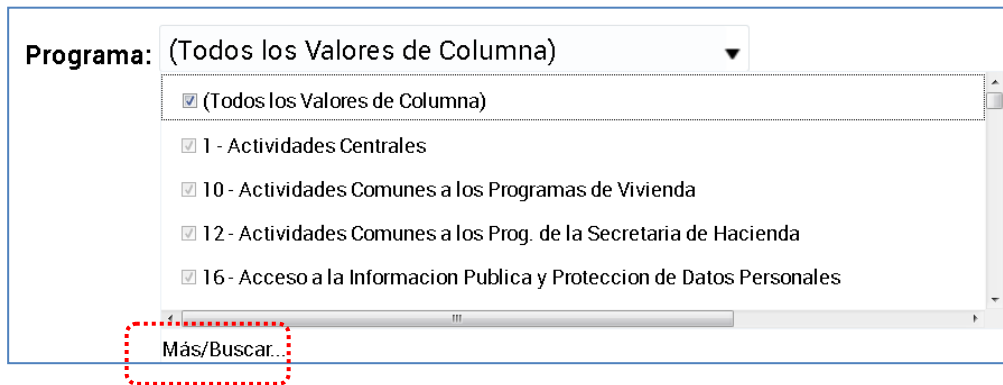 Programa: (Todos los Valores de Columna)
(Todos los Valores de Columna)
1 - Actividades Centrales
10 - Actividades Comunes a los Programas de Vivienda
12 - Actividades Comunes a los Prog. de la Secretaria de Hacienda
16 - Acceso a la Informacion Publica y Proteccion de Datos Personales
Más/Buscar...